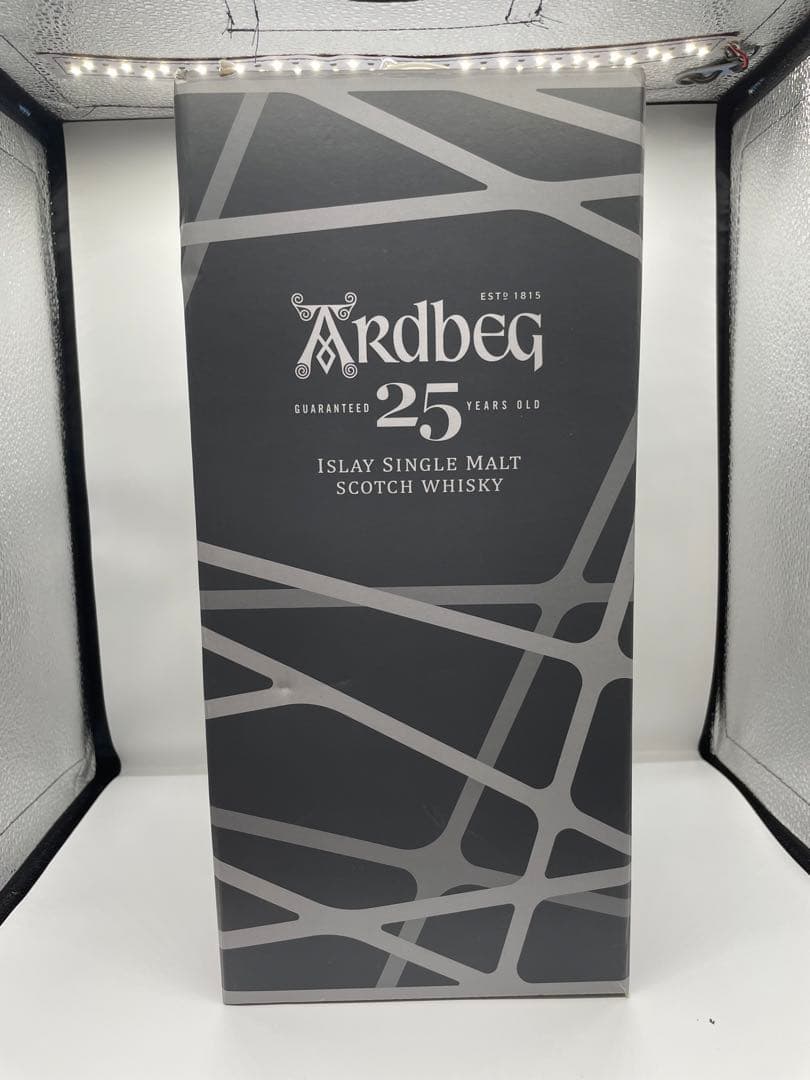 ESTD 1815
ARDBEG
GUARANTEED 25 YEARS OLD
ISLAY SINGLE MALT
SCOTCH WHISKY